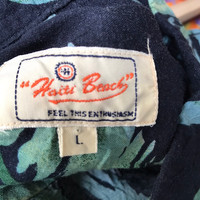 "Haiti Beach"
FEEL THIS ENTHUSIASM
L.